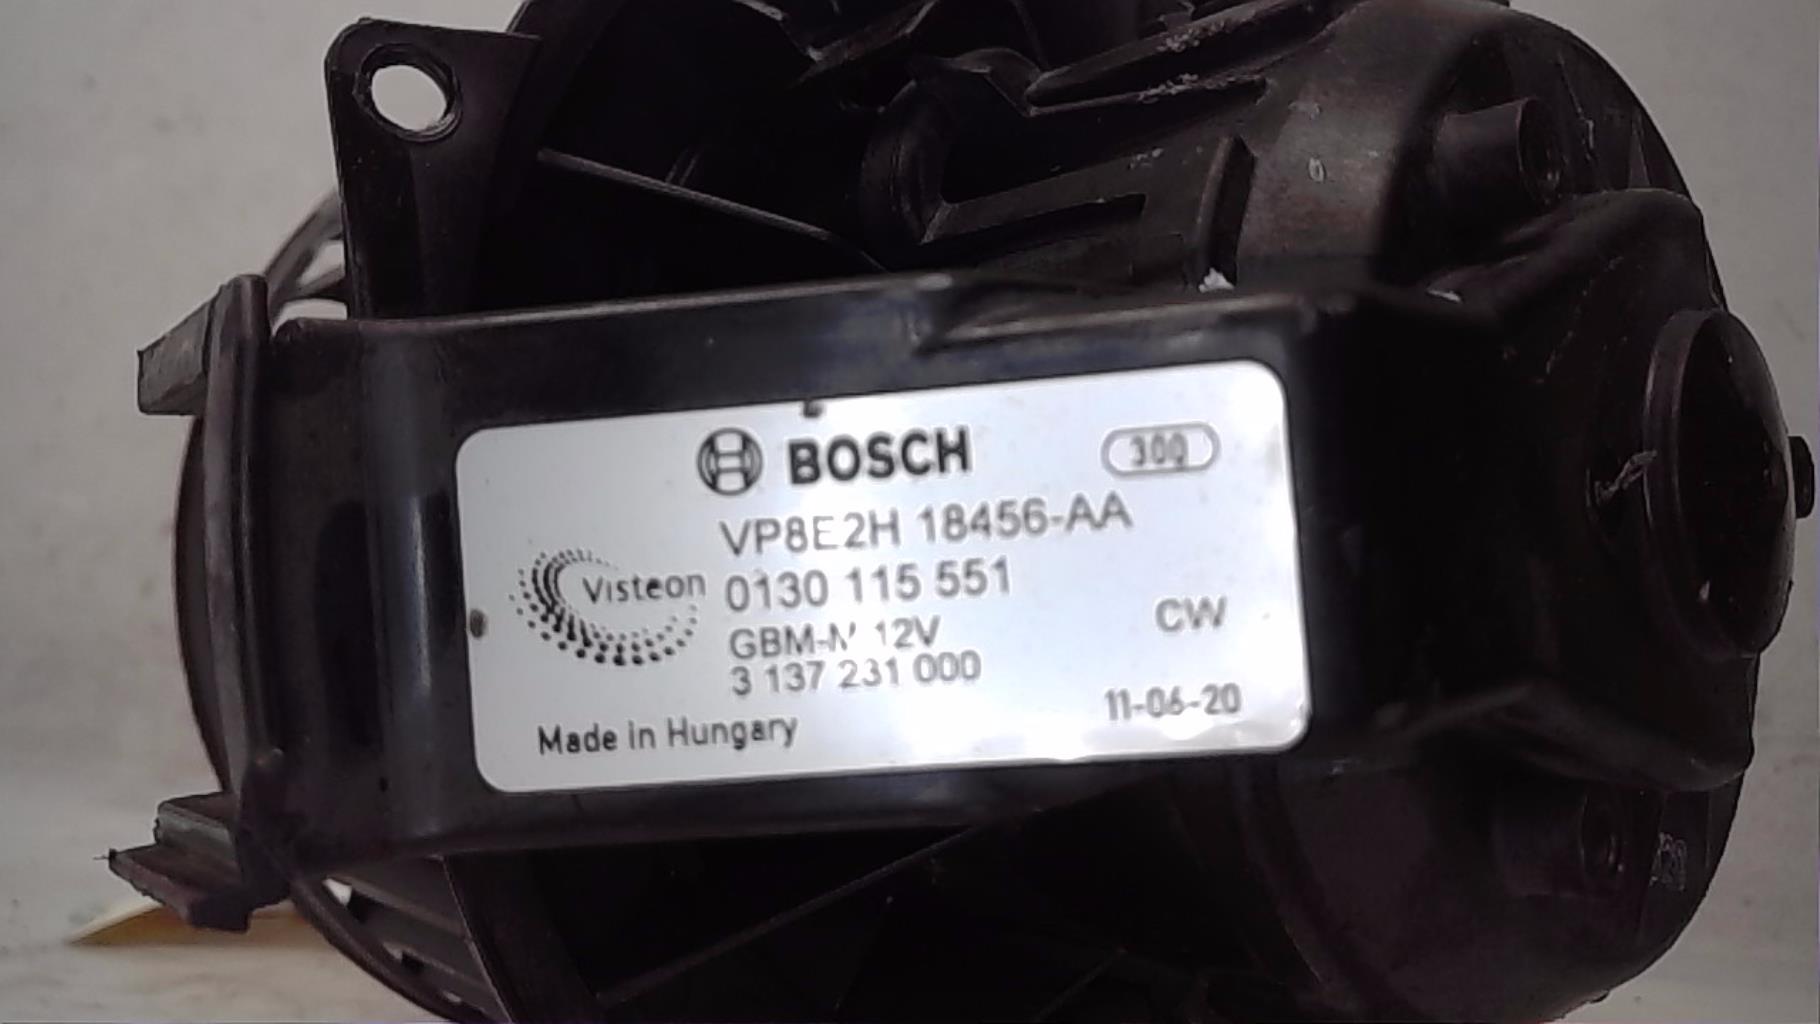 BOSCH 300
VP8E2H 18456-AA
Visteon 0130 115 551
GBM-M 12V CW
3 137 231 000
Made in Hungary 11-06-20